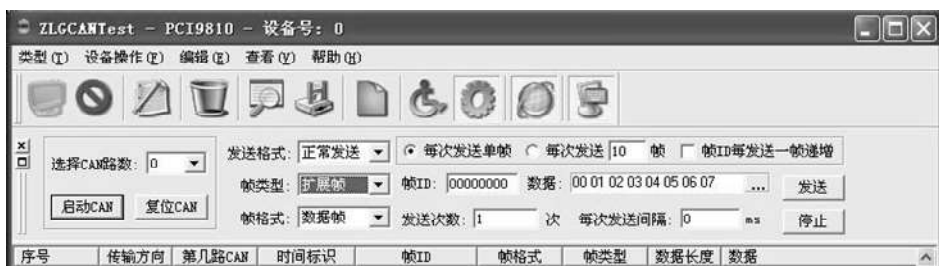 ZLGCANTest - PCI9810 - 设备号: 0
类型(T) 设备操作(F) 编辑(E) 查看(V) 帮助(H)
选择CAN路数: 0
启动CAN 复位CAN
发送格式: 正常发送 每次发送单帧 每次发送 10 帧 帧ID每发送一帧递增
帧类型: 扩展帧 帧ID: 00000000 数据: 00 01 02 03 04 05 06 07 ... 发送
帧格式: 数据帧 发送次数: 1 次 每次发送间隔: 0 ms 停止
序号 传输方向 第几路CAN 时间标识 帧ID 帧格式 帧类型 数据长度 数据